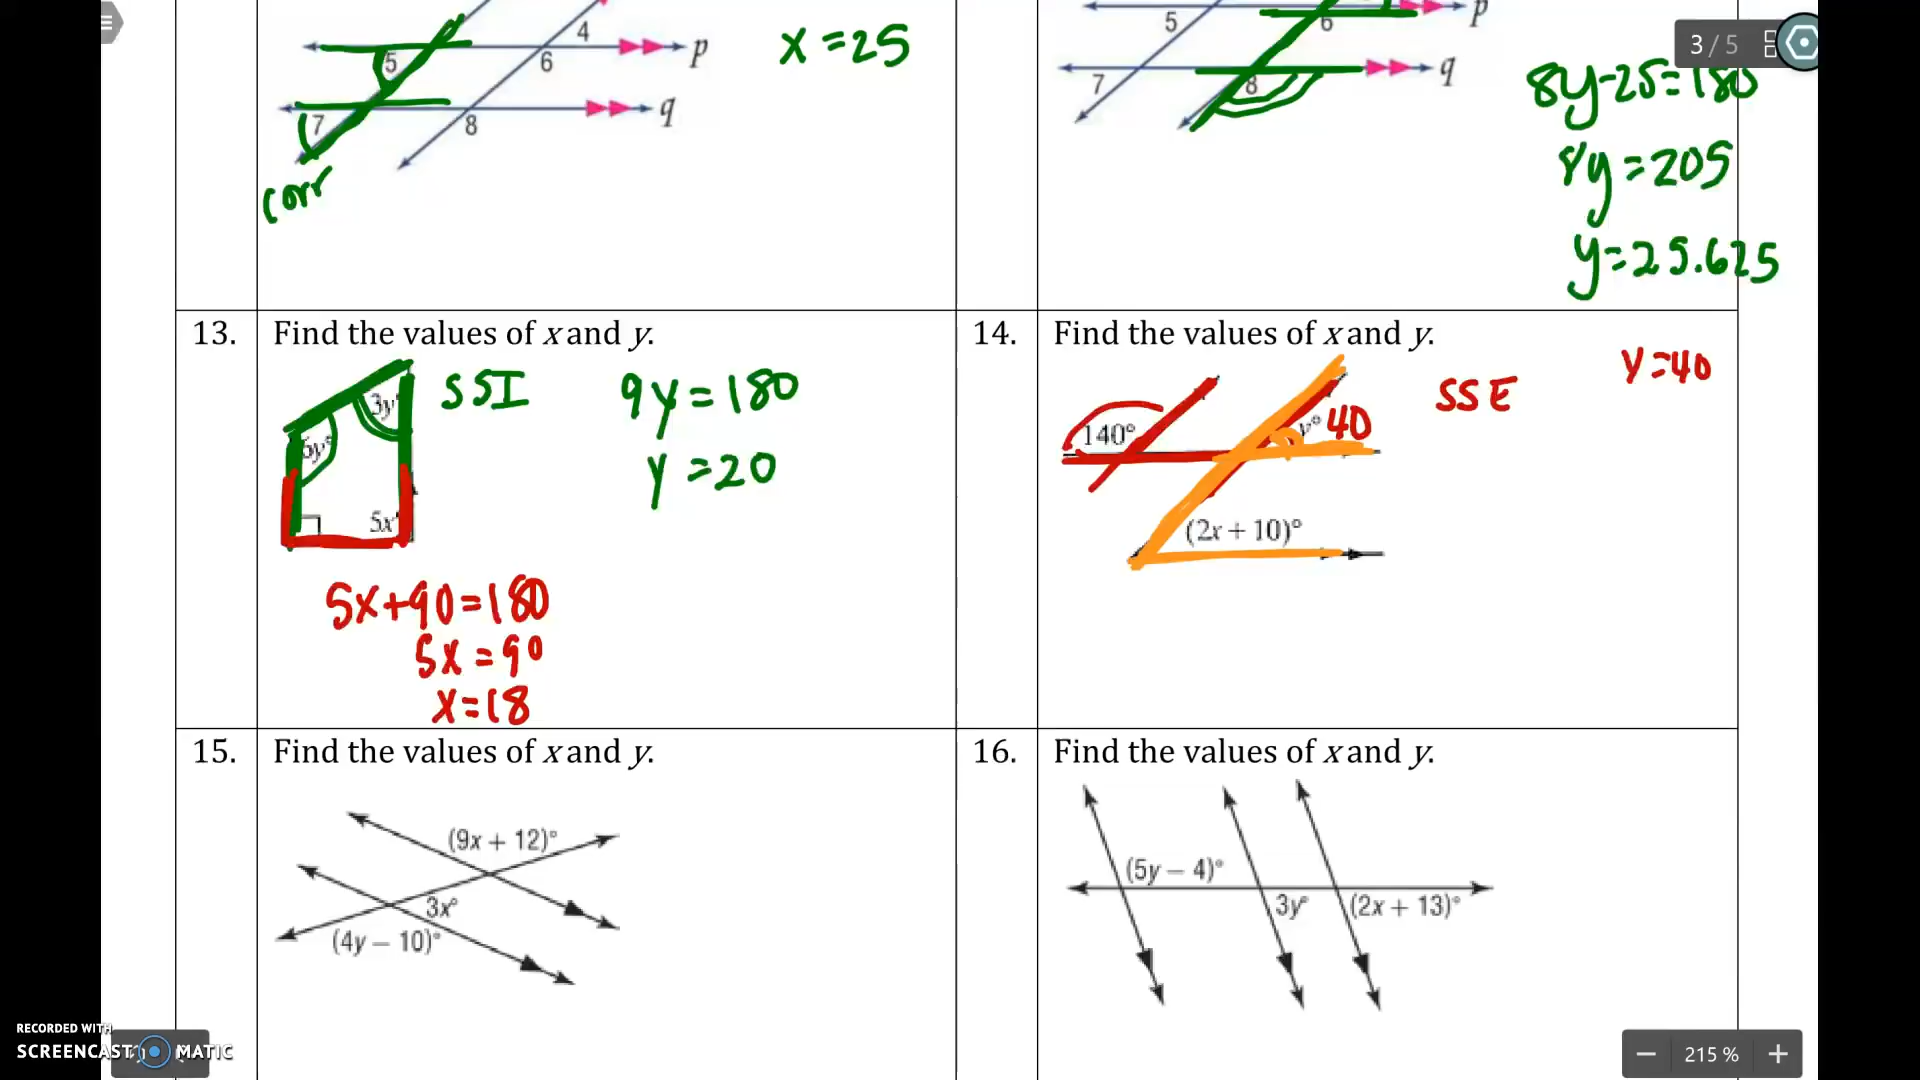 4
5
6
p
7
8
q
corr
x = 25
5
6
p
7
8
q
3 / 5
8y-25=180
8y=205
y=25.625
13.
Find the values of x and y.
3y
6y°
5x
SSI
9y=180
y=20
5x+90=180
5x=90
x=18
14.
Find the values of x and y.
140°
y° 40
(2x + 10)°
SSE
y=40
15.
Find the values of x and y.
(9x + 12)°
3x°
(4y – 10)°
16.
Find the values of x and y.
(5y – 4)°
3y°
(2x + 13)°
RECORDED WITH
SCREENCAST MATIC
− 215 % +